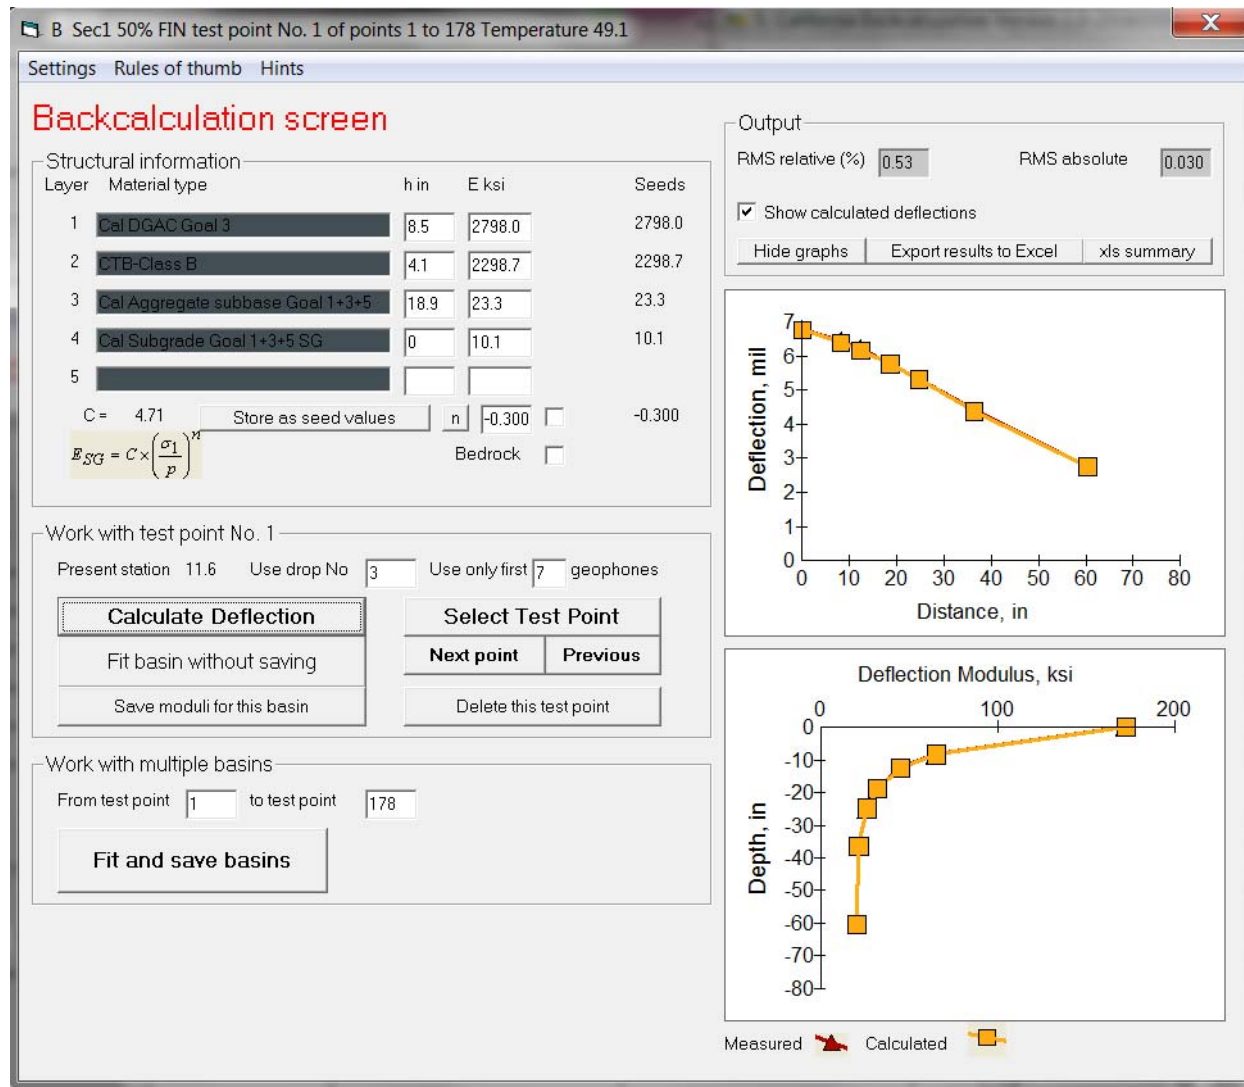 B Sec1 50% FIN test point No. 1 of points 1 to 178 Temperature 49.1
X
Settings Rules of thumb Hints
Backcalculation screen
Structural information
Layer Material type h in E ksi Seeds
1 Cal DGAC Goal 3 8.5 2798.0 2798.0
2 CTB-Class B 4.1 2298.7 2298.7
3 Cal Aggregate subbase Goal 1+3+5 18.9 23.3 23.3
4 Cal Subgrade Goal 1+3+5 SG 0 10.1 10.1
5
C = 4.71 Store as seed values n -0.300 -0.300
E_SG = C×(σ1/p)^n
Bedrock
Work with test point No. 1
Present station 11.6 Use drop No 3 Use only first 7 geophones
Calculate Deflection Select Test Point
Fit basin without saving Next point Previous
Save moduli for this basin Delete this test point
Work with multiple basins
From test point 1 to test point 178
Fit and save basins
Output
RMS relative (%) 0.53 RMS absolute 0.030
Show calculated deflections
Hide graphs Export results to Excel xls summary
Deflection, mil
7
6
5
4
3
2
1
0
0 10 20 30 40 50 60 70 80
Distance, in
Deflection Modulus, ksi
0 100 200
Depth, in
0
-10
-20
-30
-40
-50
-60
-70
-80
Measured Calculated